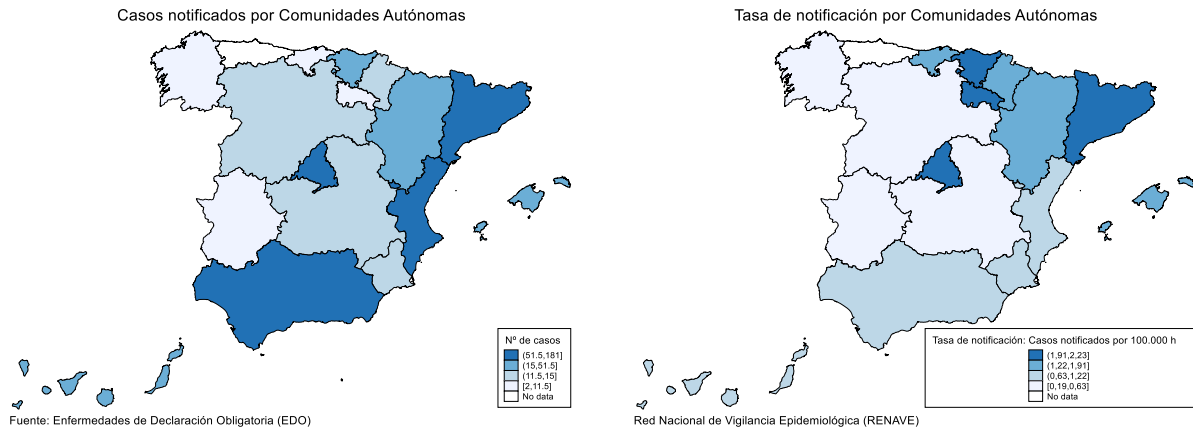 Casos notificados por Comunidades Autónomas
Nº de casos
(51.5,181]
(15,51.5]
(11.5,15]
[2,11.5]
No data
Fuente: Enfermedades de Declaración Obligatoria (EDO)
Tasa de notificación por Comunidades Autónomas
Tasa de notificación: Casos notificados por 100.000 h
(1,91,2,23]
(1,22,1,91]
(0,63,1,22]
[0,19,0,63]
No data
Red Nacional de Vigilancia Epidemiológica (RENAVE)